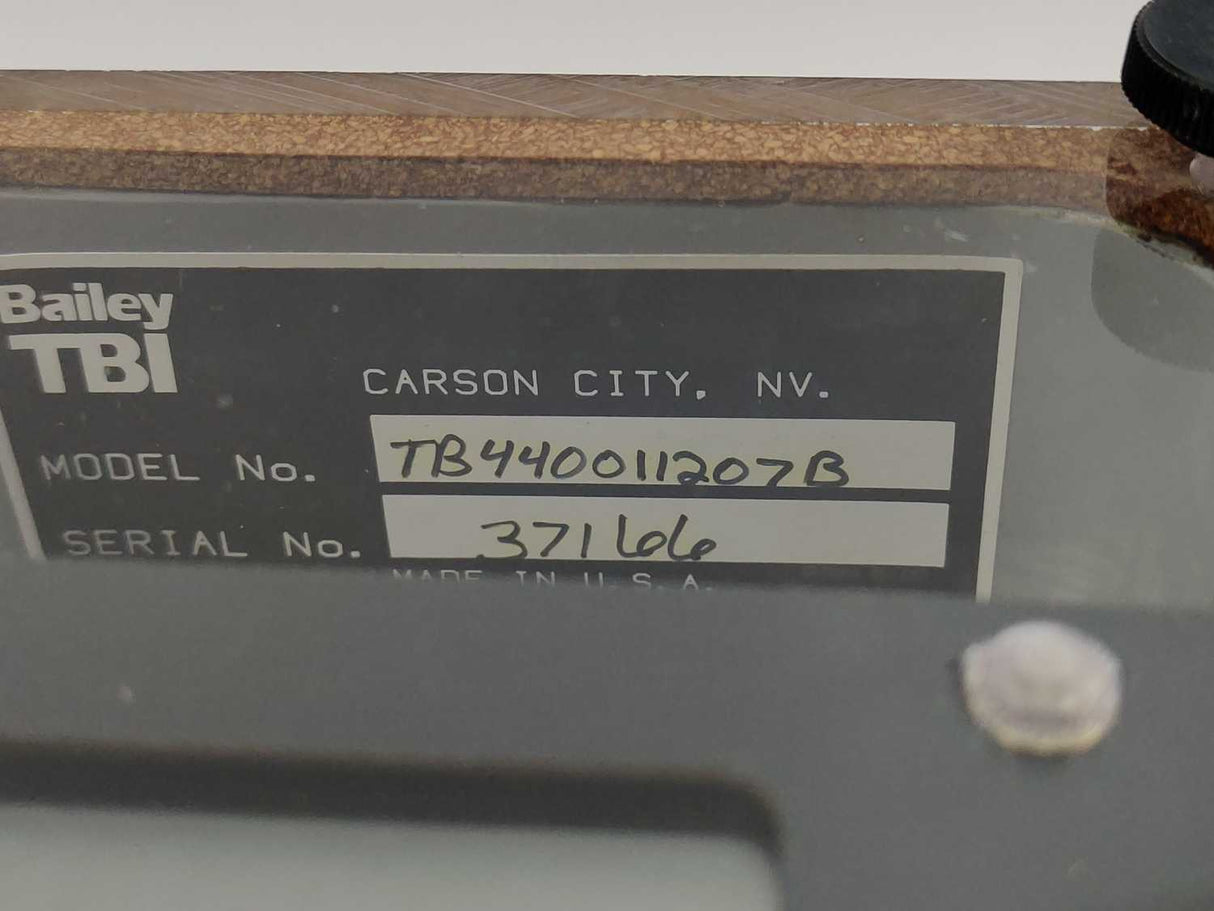 Bailey
TBI
CARSON CITY, NV.
MODEL No. TB440011207B
SERIAL No. 37166
MADE IN U.S.A.